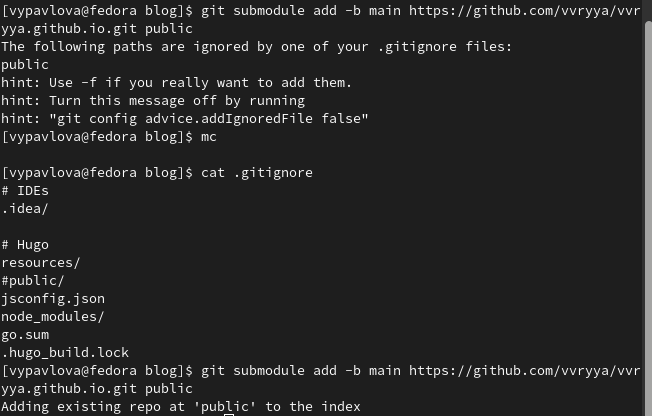 [vypavlova@fedora blog]$ git submodule add -b main https://github.com/vvryya/vvr
yya.github.io.git public
The following paths are ignored by one of your .gitignore files:
public
hint: Use -f if you really want to add them.
hint: Turn this message off by running
hint: "git config advice.addIgnoredFile false"
[vypavlova@fedora blog]$ mc
[vypavlova@fedora blog]$ cat .gitignore
# IDEs
.idea/
# Hugo
resources/
#public/
jsconfig.json
node_modules/
go.sum
.hugo_build.lock
[vypavlova@fedora blog]$ git submodule add -b main https://github.com/vvryya/vvr
yya.github.io.git public
Adding existing repo at 'public' to the index